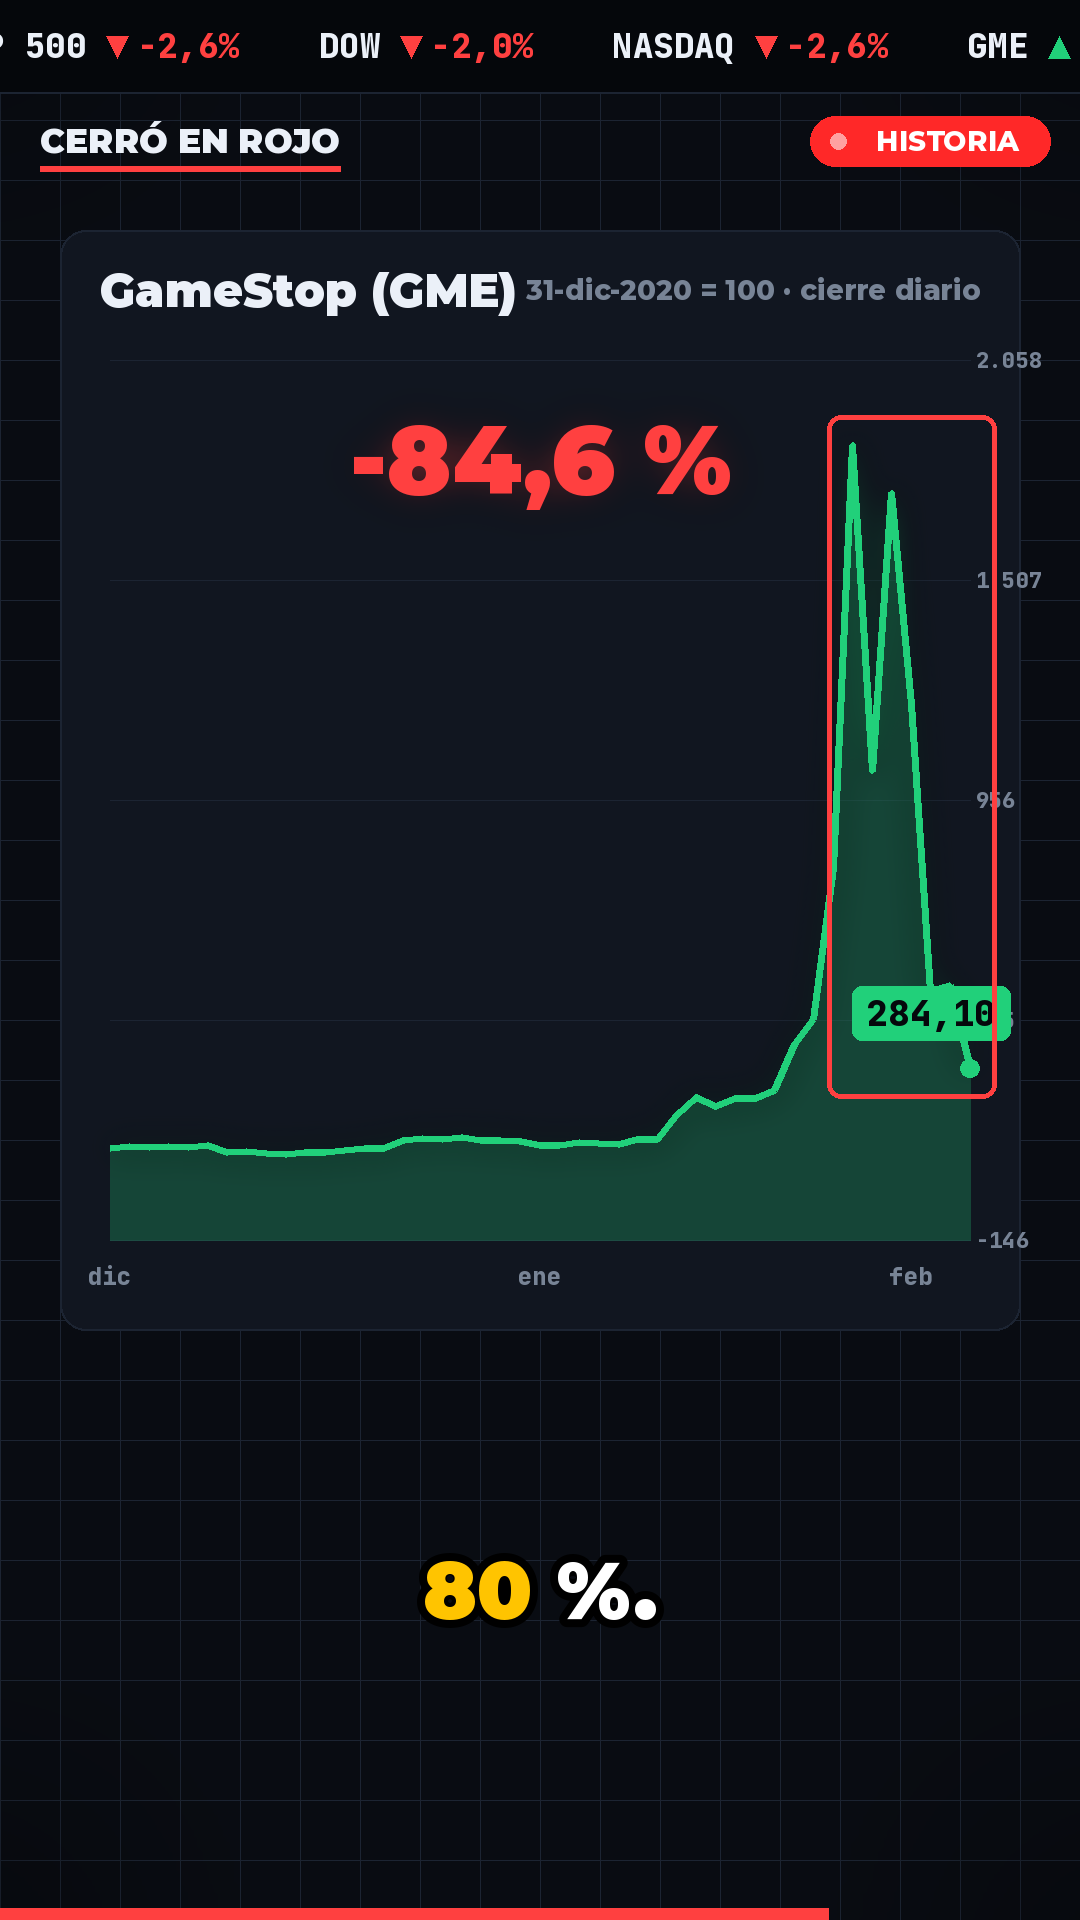 500 ▼ -2,6% DOW ▼ -2,0% NASDAQ ▼ -2,6% GME ▲
CERRÓ EN ROJO
HISTORIA
GameStop (GME) 31-dic-2020 = 100 · cierre diario
2.058
-84,6 %
1.507
956
284,10
-146
dic ene feb
80 %.